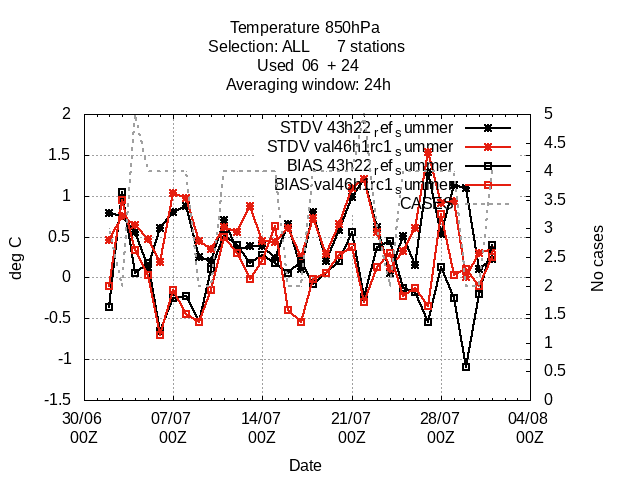 Temperature 850hPa
Selection: ALL 7 stations
Used 06 + 24
Averaging window: 24h
STDV 43h22_ref_summer
STDV val46h1rc1_summer
BIAS 43h22_ref_summer
BIAS val46h1rc1_summer
CASES
2
1.5
1
0.5
0
-0.5
-1
-1.5
deg C
5
4.5
4
3.5
3
2.5
2
1.5
1
0.5
0
No cases
30/06 07/07 14/07 21/07 28/07 04/08
00Z 00Z 00Z 00Z 00Z 00Z
Date